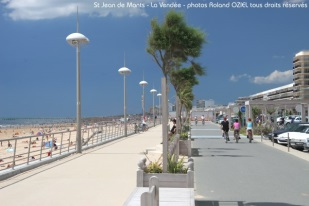 St Jean de Monts - La Vendée - photos Roland OZIEL tous droits réservés